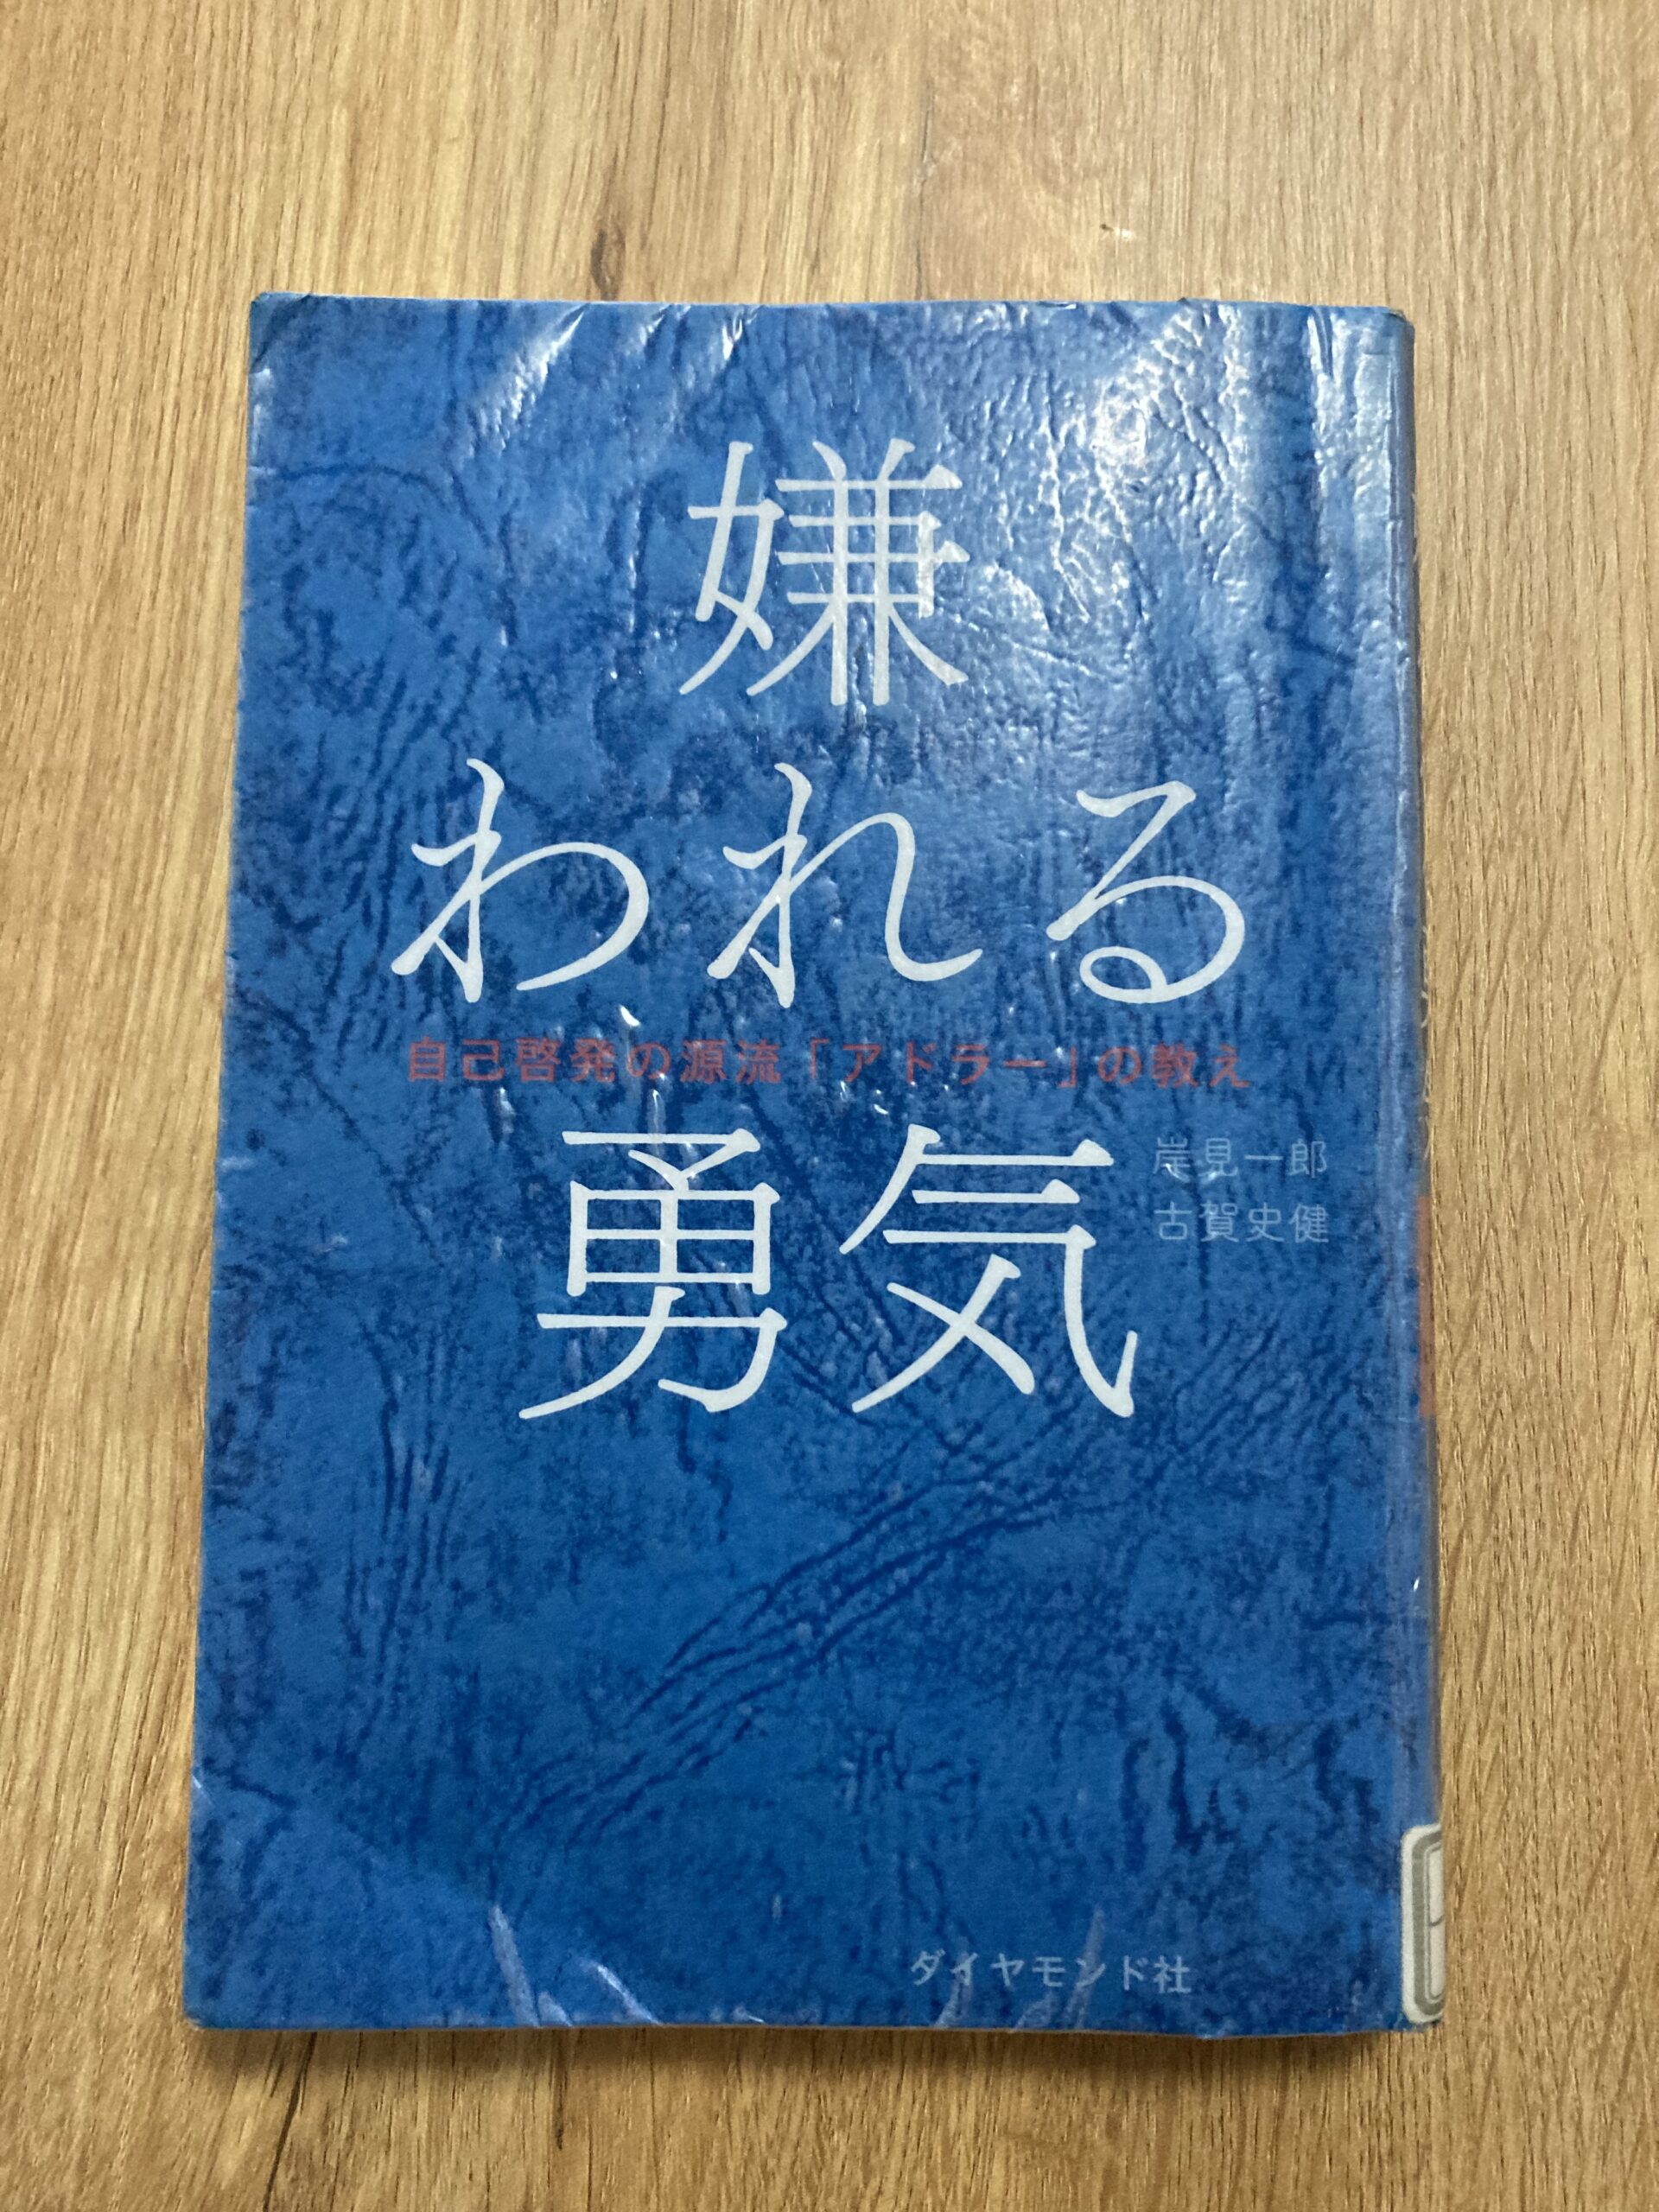 嫌
われる
自己啓発の源流「アドラー」の教え
勇気
岸見一郎
古賀史健
ダイヤモンド社